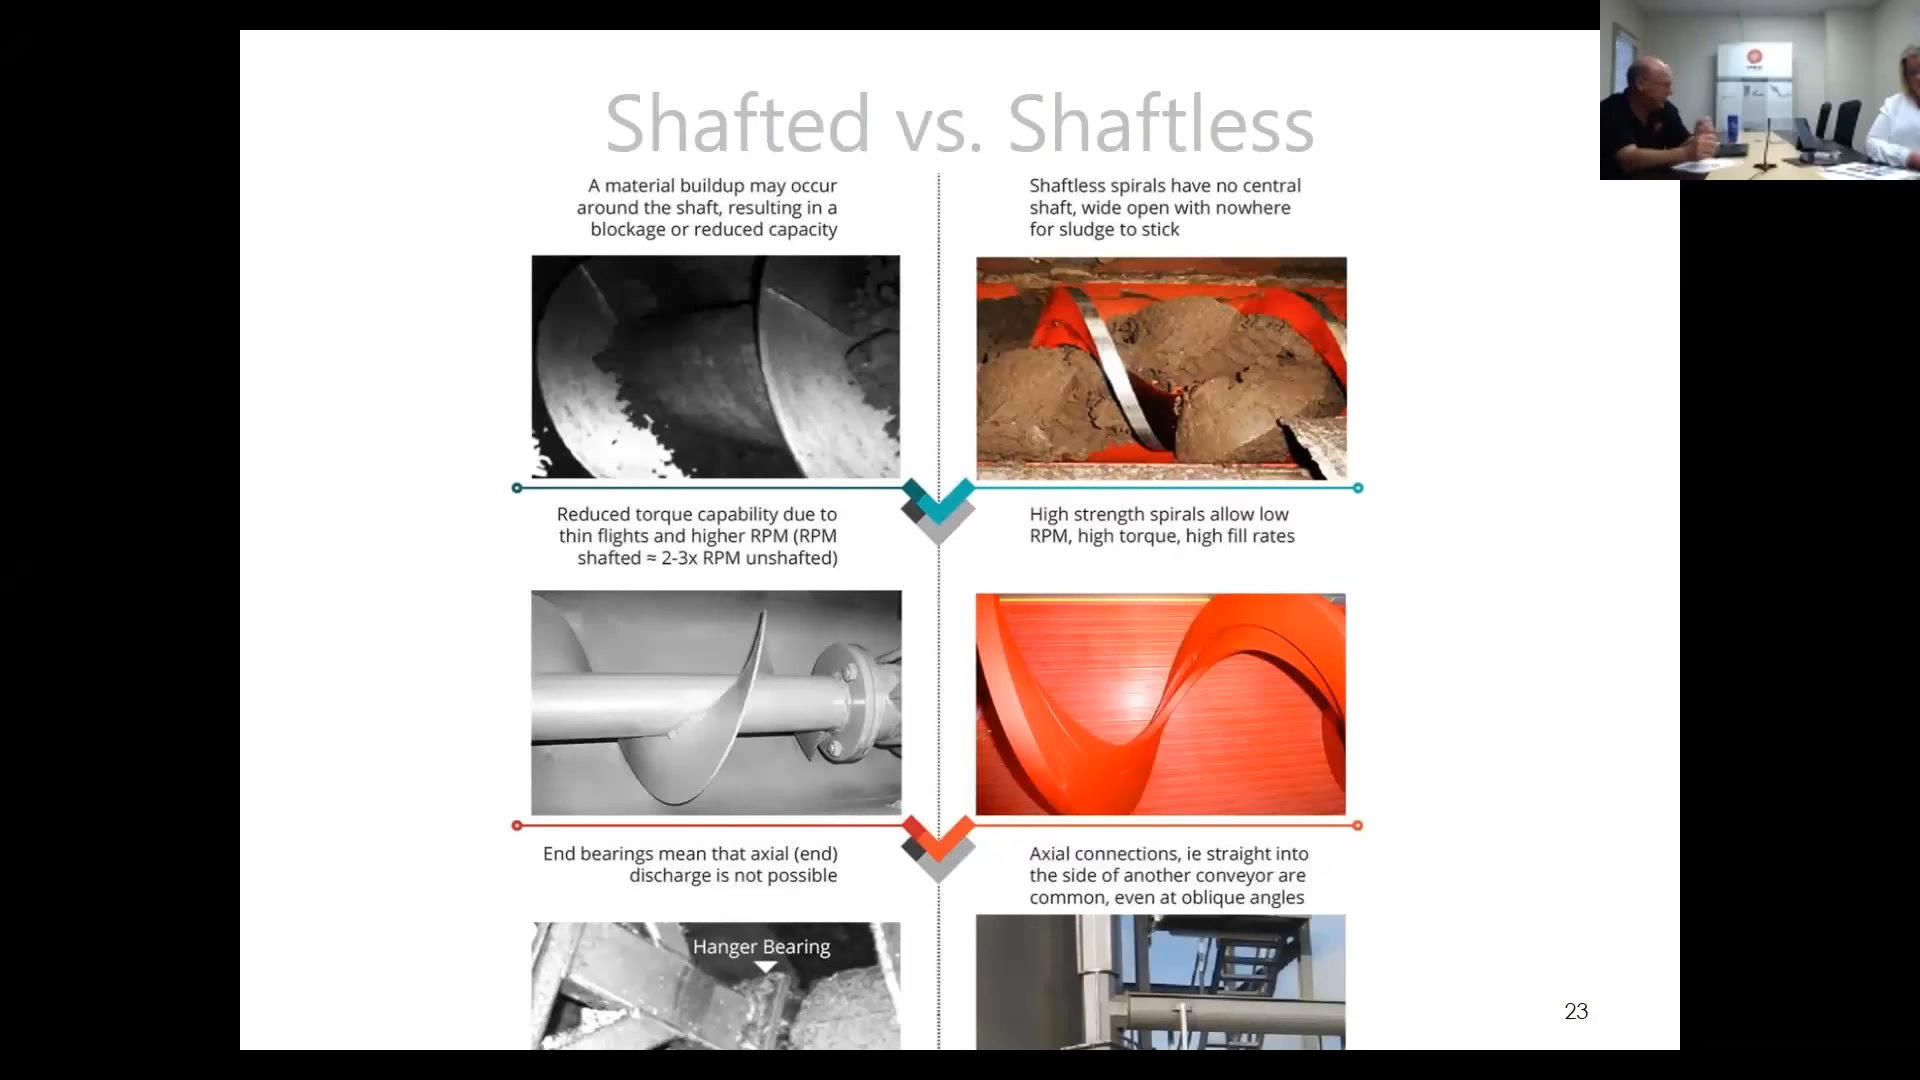 Shafted vs. Shaftless
A material buildup may occur
around the shaft, resulting in a
blockage or reduced capacity
Shaftless spirals have no central
shaft, wide open with nowhere
for sludge to stick
Reduced torque capability due to
thin flights and higher RPM (RPM
shafted ≈ 2-3x RPM unshafted)
High strength spirals allow low
RPM, high torque, high fill rates
End bearings mean that axial (end)
discharge is not possible
Axial connections, ie straight into
the side of another conveyor are
common, even at oblique angles
Hanger Bearing
23